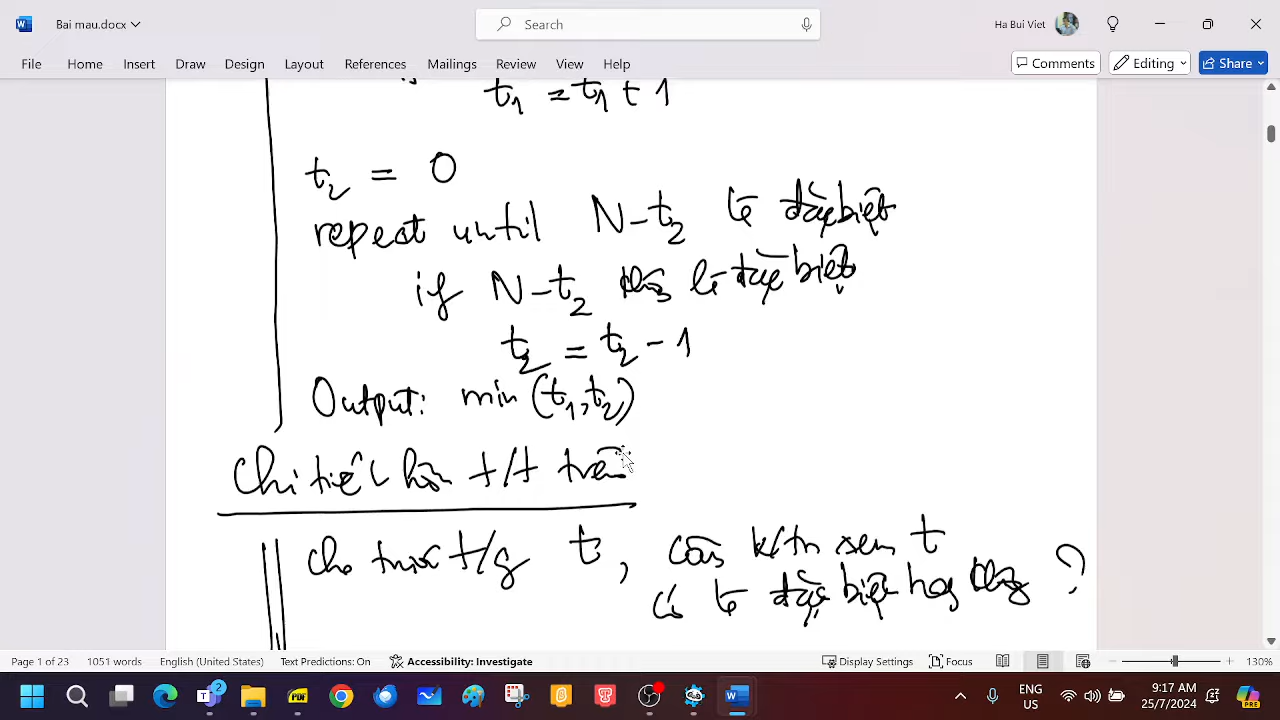 Bai mau.docx
Search
Ha Bui Viet
File Home Insert Draw Design Layout References Mailings Review View Help
Comments Editing Share
t1 = t1 + 1
t2 = 0
repeat until N - t2 là đặc biệt
if N - t2 không là đặc biệt
t2 = t2 - 1
Output: min (t1, t2)
Chi tiết hơn t/t trên
Cho trước t/g t, cần k/tra xem t
có là đặc biệt hay không ?
Page 1 of 23 1051 words English (United States) Text Predictions: On Accessibility: Investigate Display Settings Focus 130%
ENG
US
9:17 AM
25/7/2024